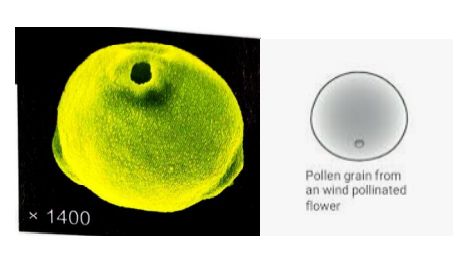 × 1400
Pollen grain from
an wind pollinated
flower